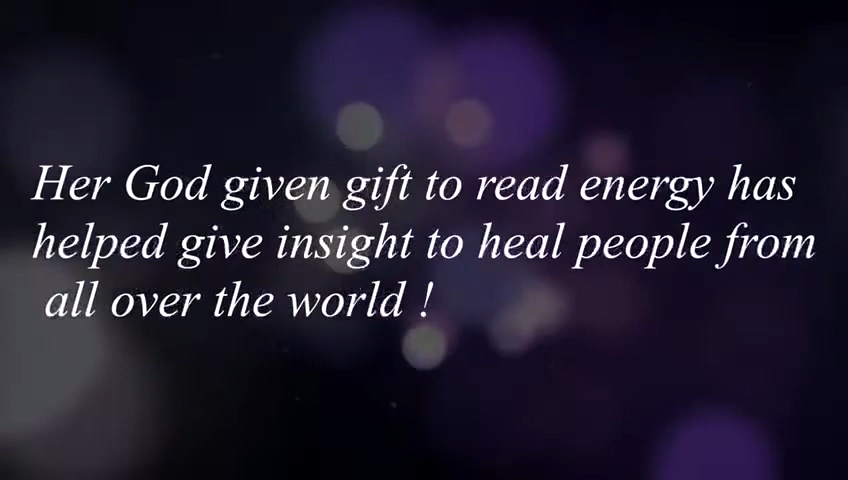 Her God given gift to read energy has
helped give insight to heal people from
all over the world !